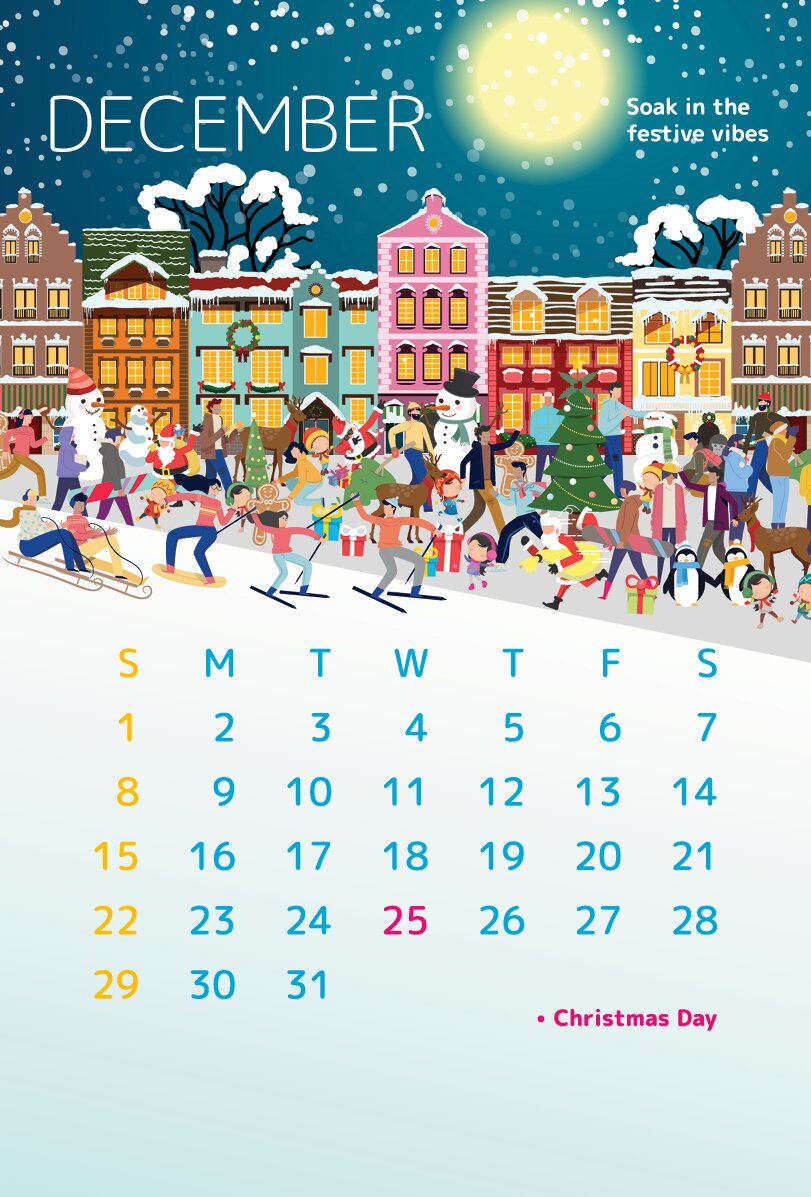 DECEMBER
Soak in the
festive vibes
S M T W T F S
1 2 3 4 5 6 7
8 9 10 11 12 13 14
15 16 17 18 19 20 21
22 23 24 25 26 27 28
29 30 31
• Christmas Day